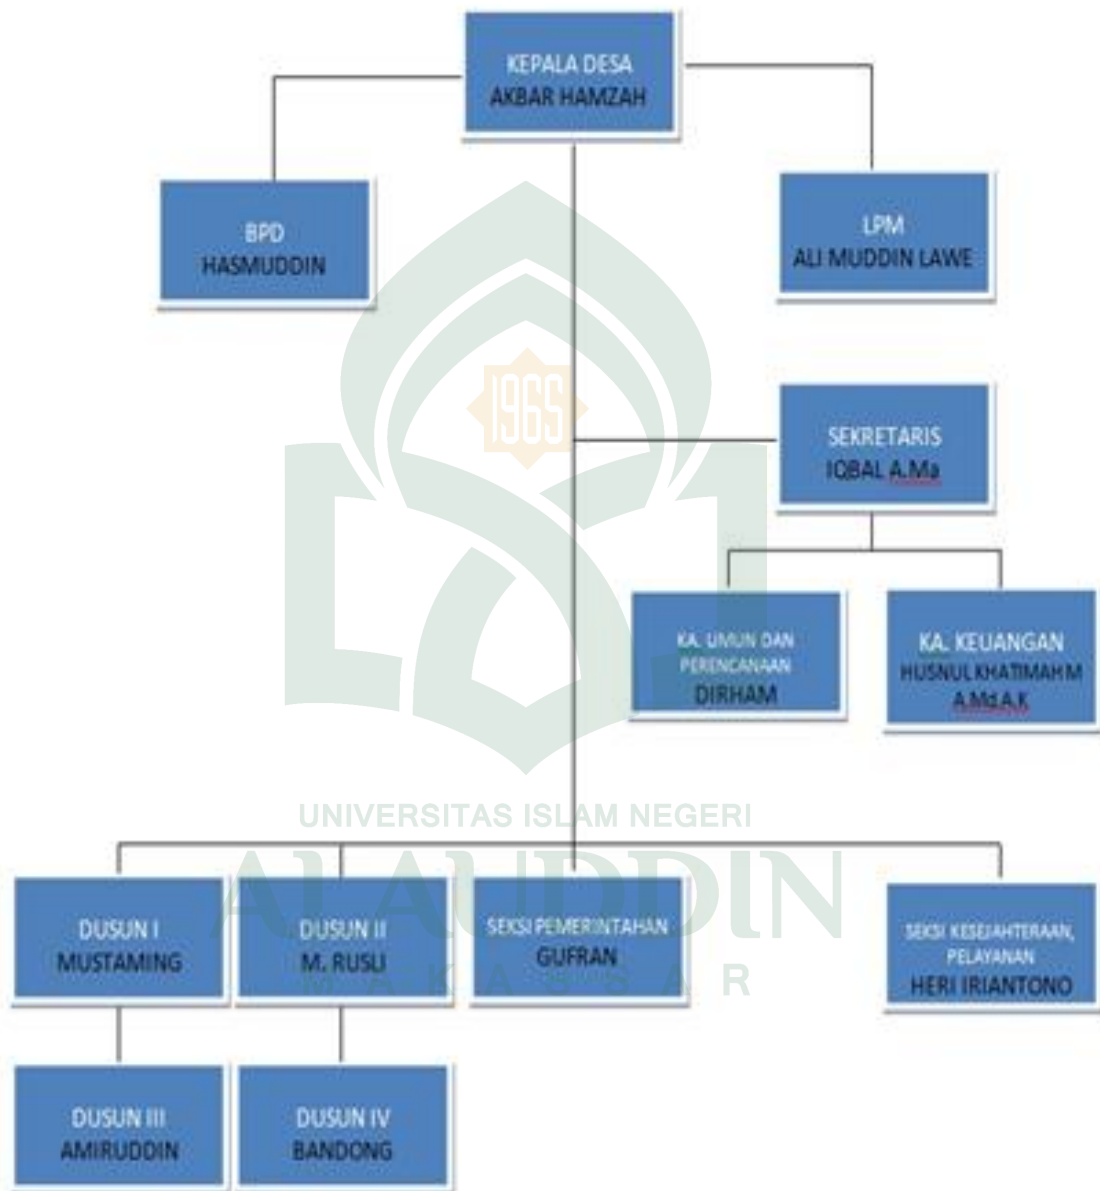 KEPALA DESA
AKBAR HAMZAH
BPD
HASMUDDIN
LPM
ALI MUDDIN LAWE
1965
SEKRETARIS
IQBAL A.Ma
KA. UMUN DAN
PERENCANAAN
DIRHAM
KA. KEUANGAN
HUSNUL KHATIMAH M
A.Md.A.K
UNIVERSITAS ISLAM NEGERI
ALAUDDIN
MAKASSAR
DUSUN I
MUSTAMING
DUSUN II
M. RUSLI
SEKSI PEMERINTAHAN
GUFRAN
SEKSI KESEJAHTERAAN,
PELAYANAN
HERI IRIANTONO
DUSUN III
AMIRUDDIN
DUSUN IV
BANDONG